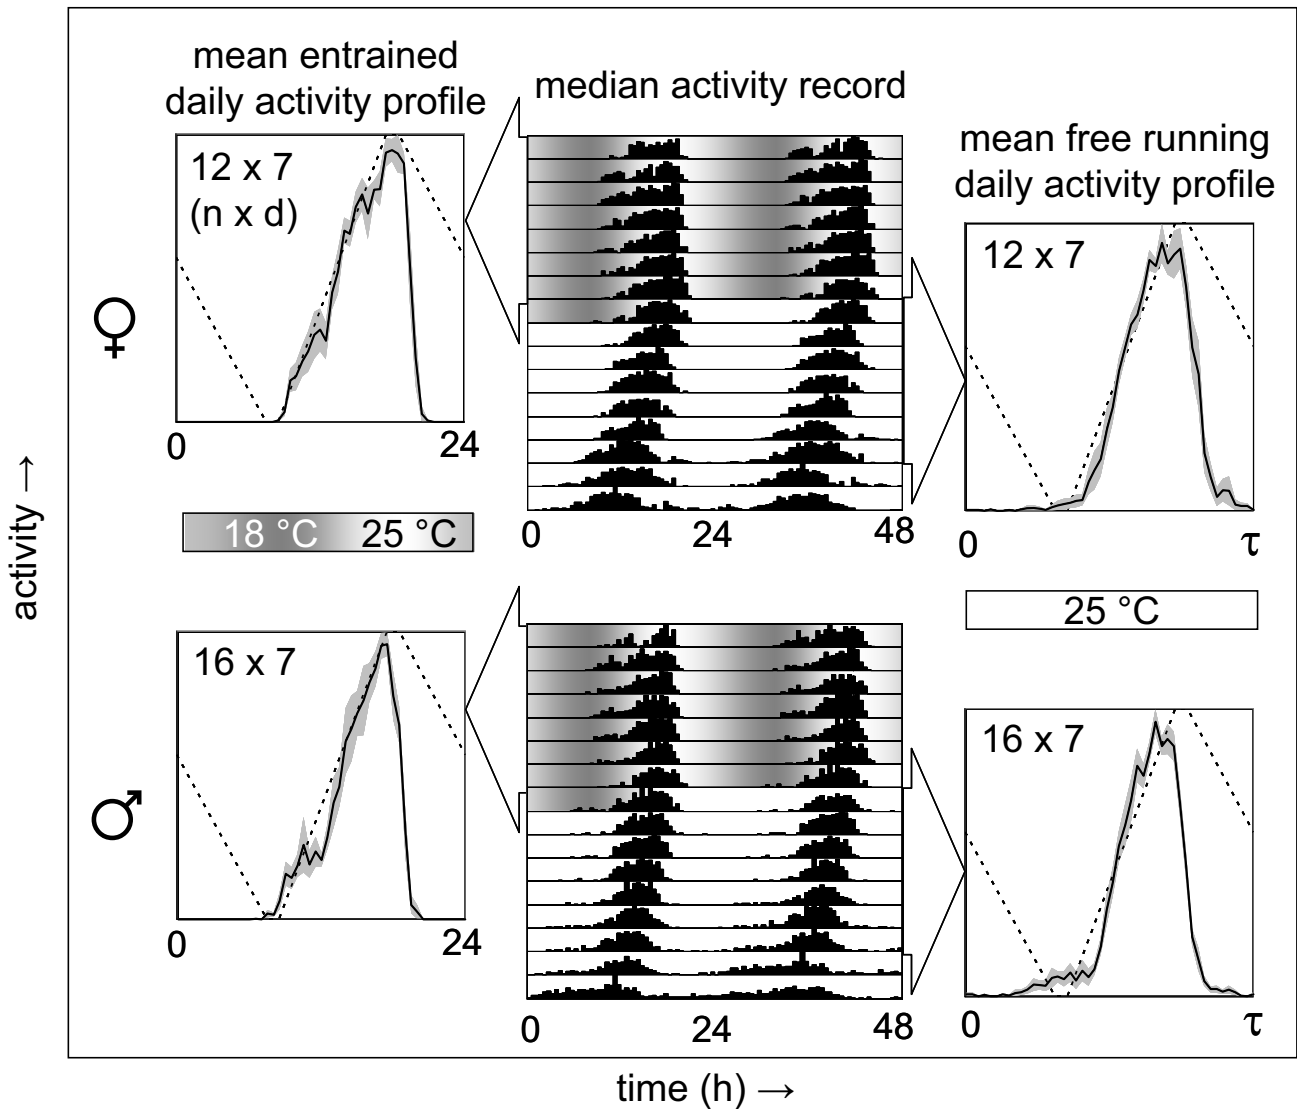 mean entrained
daily activity profile
median activity record
mean free running
daily activity profile
12 x 7
(n x d)
0
24
12 x 7
0
τ
♀
18 °C
25 °C
0
24
48
25 °C
activity →
16 x 7
0
24
♂
0
24
48
16 x 7
0
τ
time (h) →